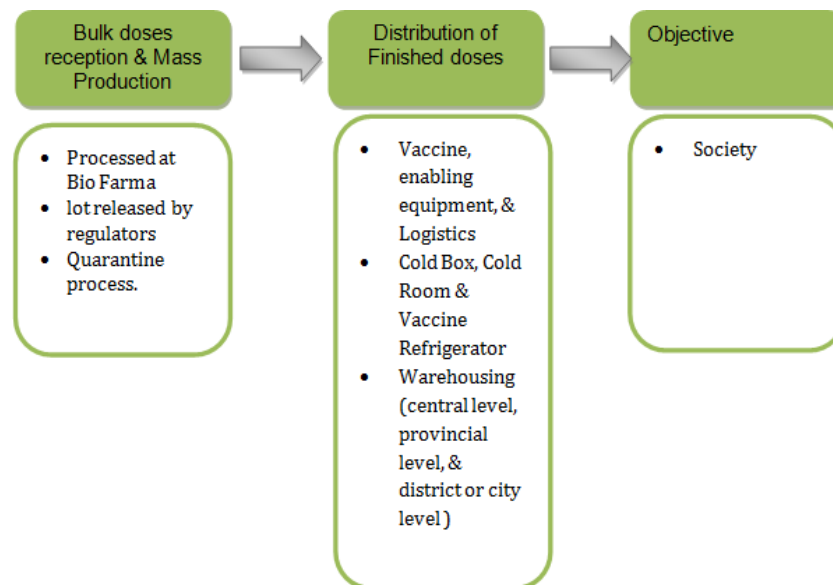 Bulk doses
reception & Mass
Production
• Processed at
Bio Farma
• lot released by
regulators
• Quarantine
process.
Distribution of
Finished doses
• Vaccine,
enabling
equipment, &
Logistics
• Cold Box, Cold
Room &
Vaccine
Refrigerator
• Warehousing
(central level,
provincial
level, &
district or city
level )
Objective
• Society